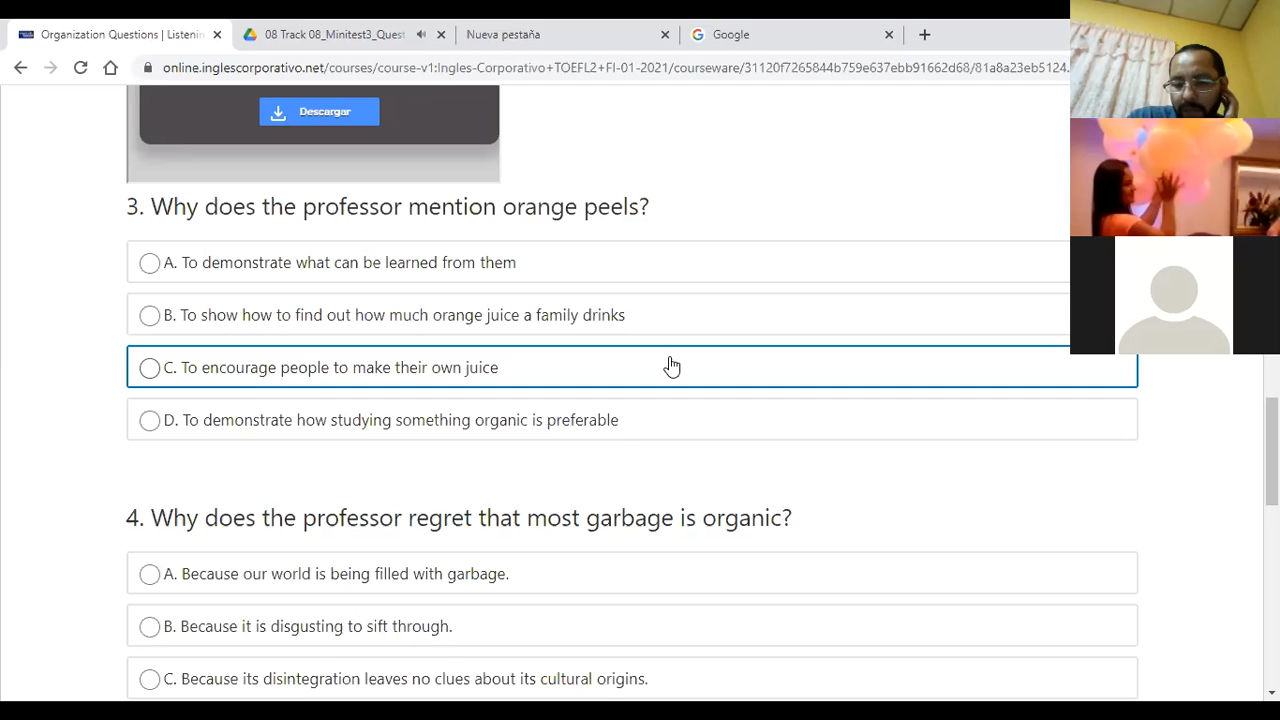 Organization Questions | Listenin
08 Track 08_Minitest3_Quest
Nueva pestaña
Google
online.inglescorporativo.net/courses/course-v1:Ingles-Corporativo+TOEFL2+FI-01-2021/courseware/31120f7265844b759e637ebb91662d68/81a8a23eb5124.
Descargar
3. Why does the professor mention orange peels?
A. To demonstrate what can be learned from them
B. To show how to find out how much orange juice a family drinks
C. To encourage people to make their own juice
D. To demonstrate how studying something organic is preferable
4. Why does the professor regret that most garbage is organic?
A. Because our world is being filled with garbage.
B. Because it is disgusting to sift through.
C. Because its disintegration leaves no clues about its cultural origins.